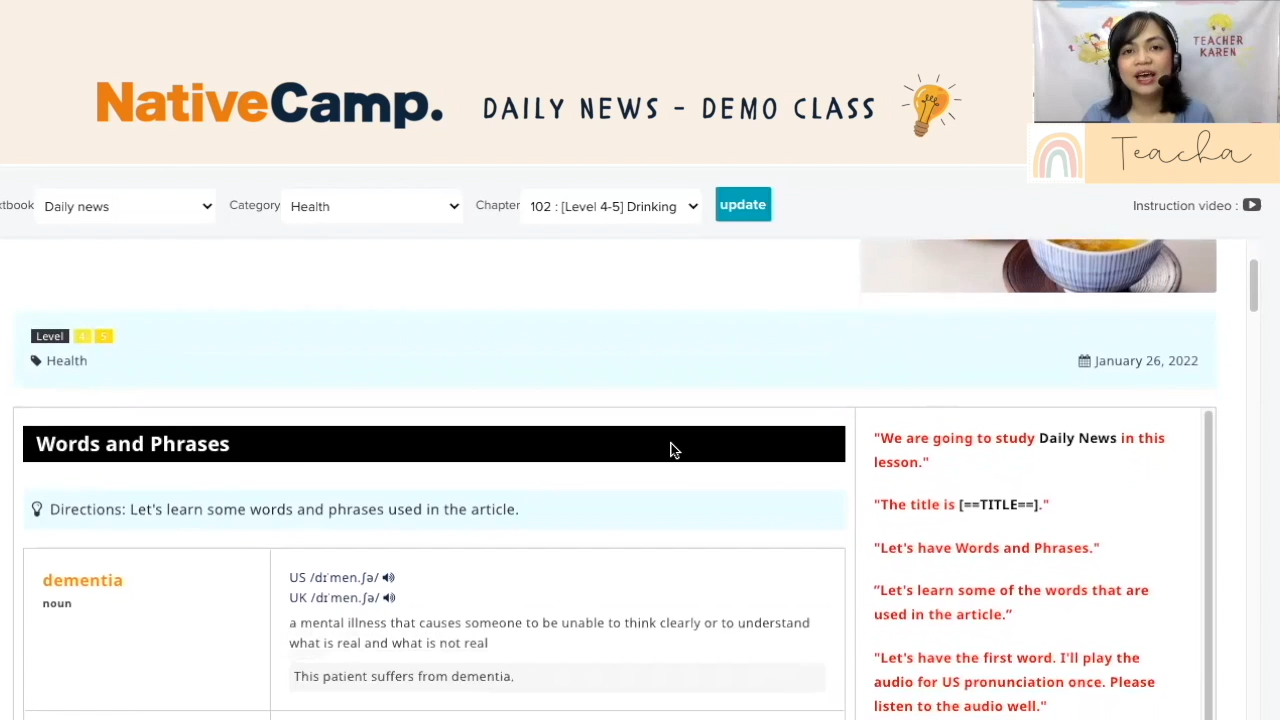 NativeCamp.
DAILY NEWS - DEMO CLASS
TEACHER
KAREN
Teacha
tbook Daily news Category Health Chapter 102 : [Level 4-5] Drinking update Instruction video :
Level 4 5
Health
January 26, 2022
Words and Phrases
Directions: Let's learn some words and phrases used in the article.
dementia
noun
US /dɪˈmen.ʃə/
UK /dɪˈmen.ʃə/
amental illness that causes someone to be unable to think clearly or to understand
what is real and what is not real
This patient suffers from dementia.
"We are going to study Daily News in this
lesson."
"The title is [==TITLE==]."
"Let's have Words and Phrases."
"Let's learn some of the words that are
used in the article."
"Let's have the first word. I'll play the
audio for US pronunciation once. Please
listen to the audio well."